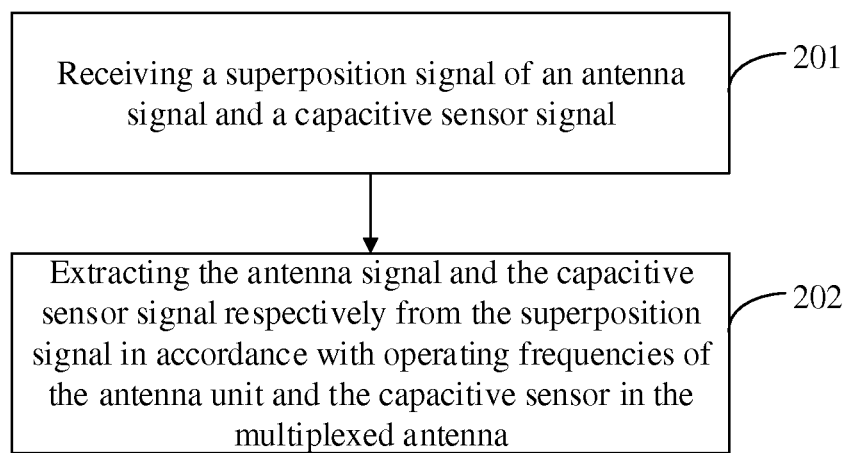 Receiving a superposition signal of an antenna
signal and a capacitive sensor signal
201
Extracting the antenna signal and the capacitive
sensor signal respectively from the superposition
signal in accordance with operating frequencies of
the antenna unit and the capacitive sensor in the
multiplexed antenna
202